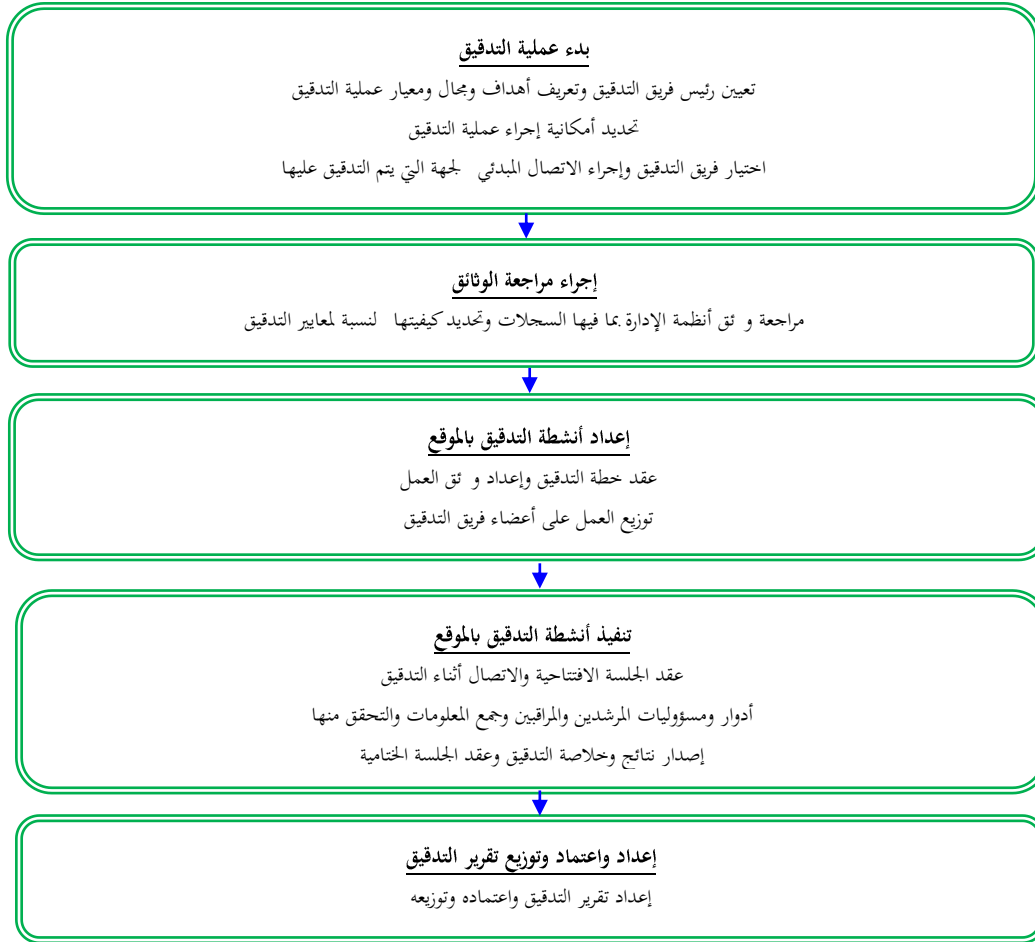 بدء عملية التدقيق
تعيين رئيس فريق التدقيق وتعريف أهداف ومجال ومعيار عملية التدقيق
تحديد أمكانية إجراء عملية التدقيق
اختيار فريق التدقيق وإجراء الاتصال المبدئي لجهة التي يتم التدقيق عليها
إجراء مراجعة الوثائق
مراجعة و ئق أنظمة الإدارة بما فيها السجلات وتحديد كيفيتها لنسبة لمعايير التدقيق
إعداد أنشطة التدقيق بالموقع
عقد خطة التدقيق وإعداد و ئق العمل
توزيع العمل على أعضاء فريق التدقيق
تنفيذ أنشطة التدقيق بالموقع
عقد الجلسة الافتتاحية والاتصال أثناء التدقيق
أدوار ومسؤوليات المرشدين والمراقبين وجمع المعلومات والتحقق منها
إصدار نتائج وخلاصة التدقيق وعقد الجلسة الختامية
إعداد واعتماد وتوزيع تقرير التدقيق
إعداد تقرير التدقيق واعتماده وتوزيعه